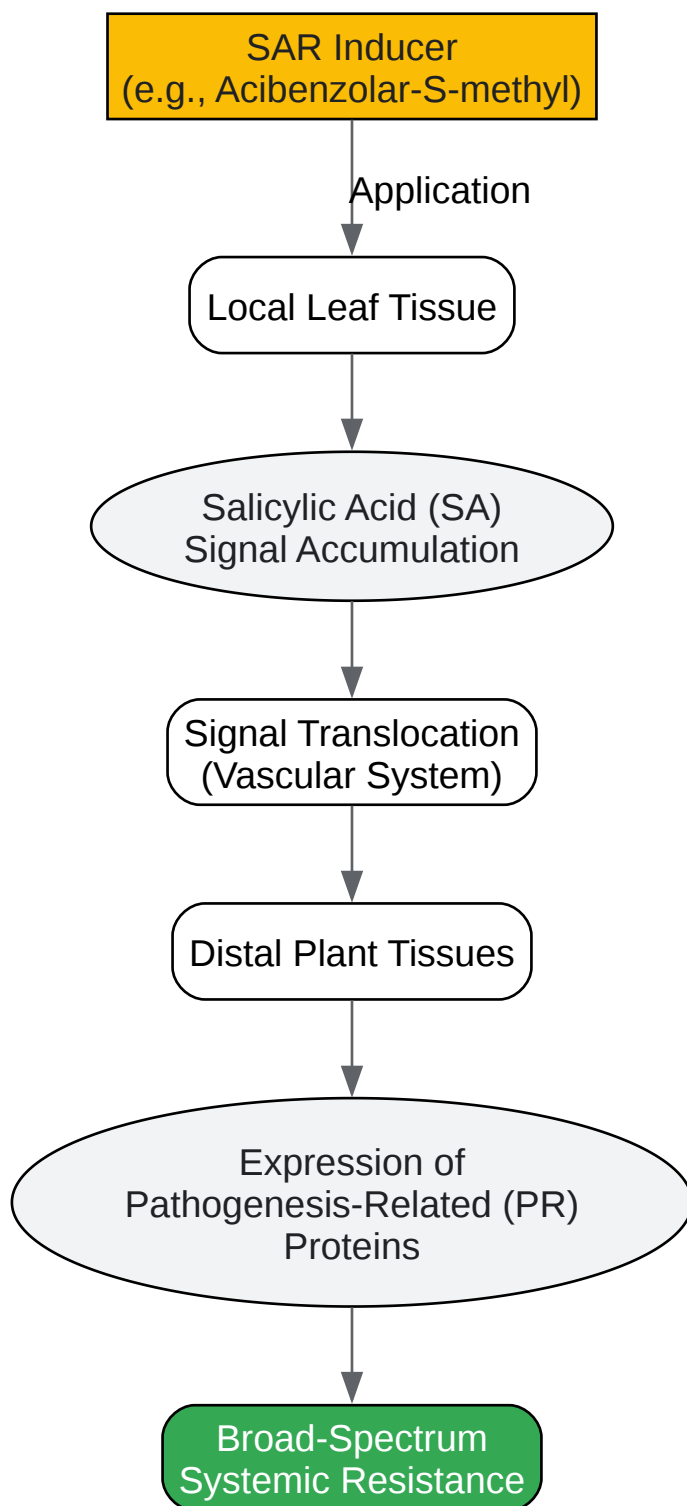 SAR Inducer
(e.g., Acibenzolar-S-methyl)
Application
Local Leaf Tissue
Salicylic Acid (SA)
Signal Accumulation
Signal Translocation
(Vascular System)
Distal Plant Tissues
Expression of
Pathogenesis-Related (PR)
Proteins
Broad-Spectrum
Systemic Resistance